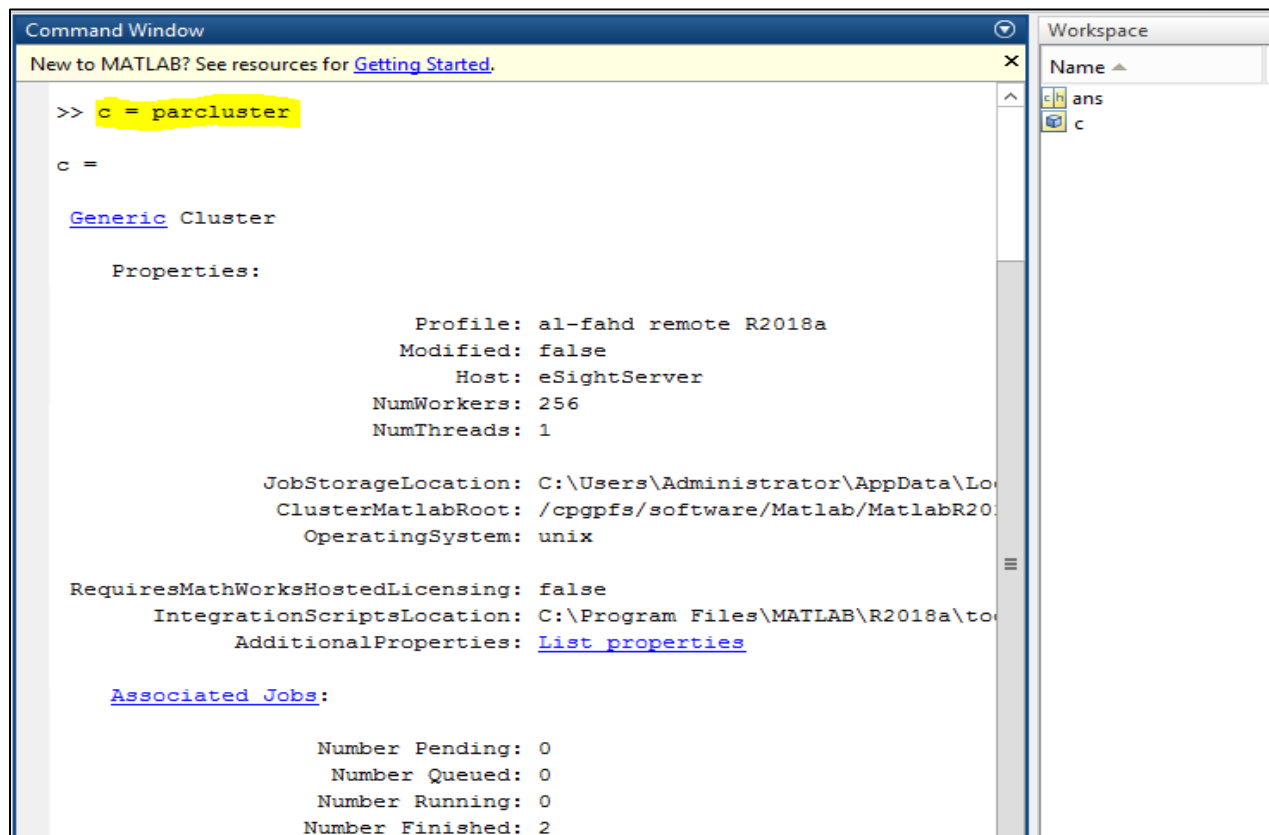 Command Window
New to MATLAB? See resources for Getting Started.
>> c = parcluster
c =
Generic Cluster
Properties:
Profile: al-fahd remote R2018a
Modified: false
Host: eSightServer
NumWorkers: 256
NumThreads: 1
JobStorageLocation: C:\Users\Administrator\AppData\Lo
ClusterMatlabRoot: /cpgpfs/software/Matlab/MatlabR20
OperatingSystem: unix
RequiresMathWorksHostedLicensing: false
IntegrationScriptsLocation: C:\Program Files\MATLAB\R2018a\to
AdditionalProperties: List properties
Associated Jobs:
Number Pending: 0
Number Queued: 0
Number Running: 0
Number Finished: 2
Workspace
Name
ans
c